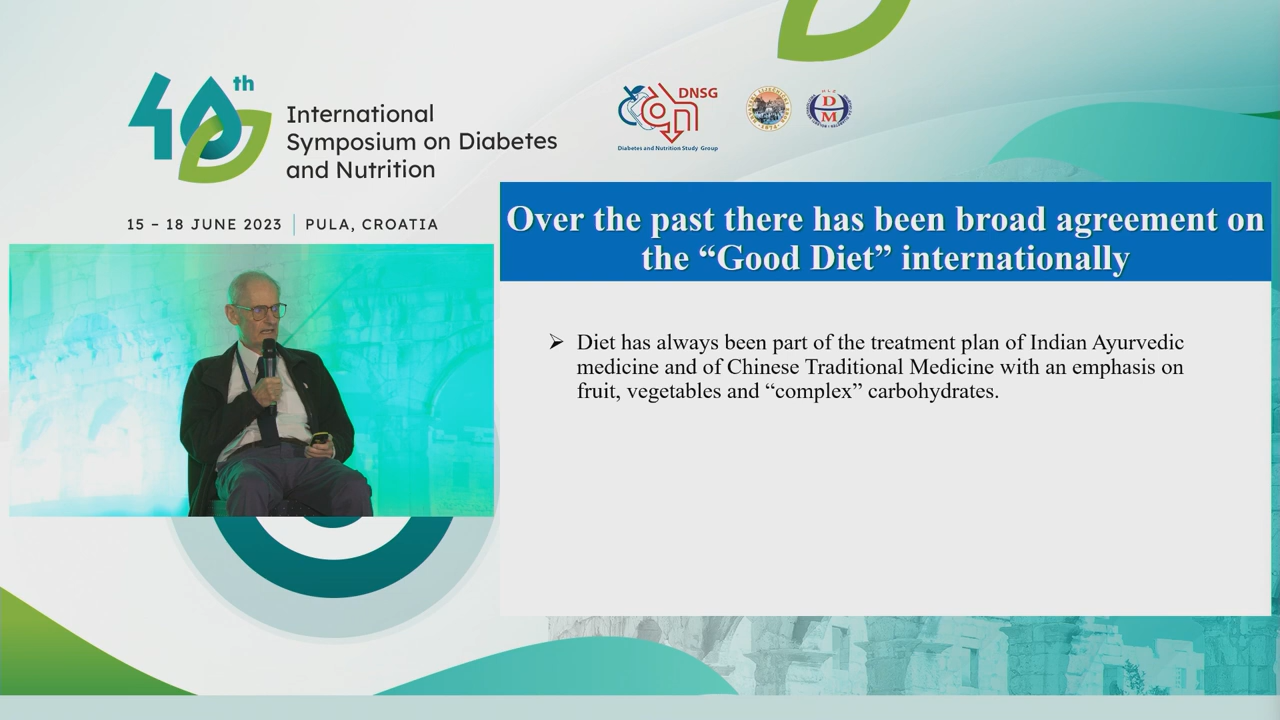 40th
International
Symposium on Diabetes
and Nutrition
15 – 18 JUNE 2023 | PULA, CROATIA
DNSG
Diabetes and Nutrition Study Group
D
M
Over the past there has been broad agreement on
the “Good Diet” internationally
➢ Diet has always been part of the treatment plan of Indian Ayurvedic
medicine and of Chinese Traditional Medicine with an emphasis on
fruit, vegetables and “complex” carbohydrates.